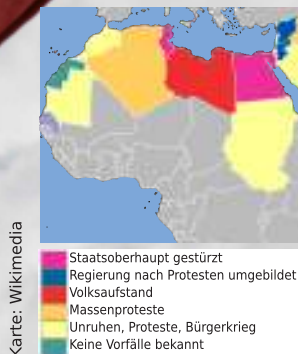 Karte: Wikimedia
Staatsoberhaupt gestürzt
Regierung nach Protesten umgebildet
Volksaufstand
Massenproteste
Unruhen, Proteste, Bürgerkrieg
Keine Vorfälle bekannt